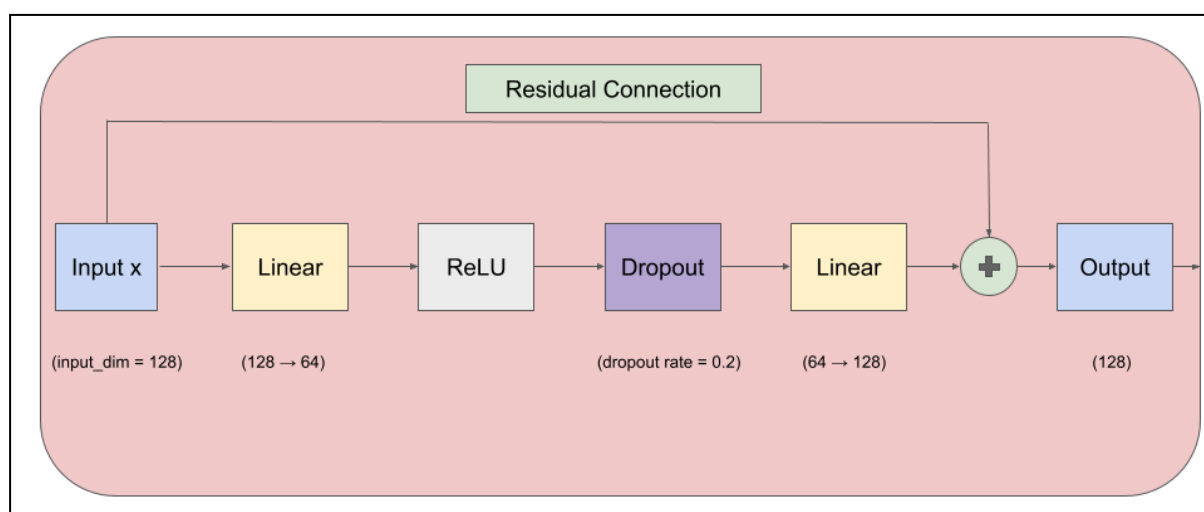 Residual Connection
Input x
Linear
ReLU
Dropout
Linear
Output
(input_dim = 128)
(128 → 64)
(dropout rate = 0.2)
(64 → 128)
(128)